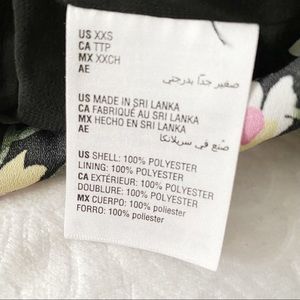 US XXS
CA TTP
MX XXCH
AE
صغير جدًا بدرجتي
US MADE IN SRI LANKA
CA FABRIQUÉ AU SRI LANKA
MX HECHO EN SRI LANKA
AE
صنع في سريلانكا
US SHELL: 100% POLYESTER
LINING: 100% POLYESTER
CA EXTÉRIEUR: 100% POLYESTER
DOUBLURE: 100% POLYESTER
MX CUERPO: 100% poliester
FORRO: 100% poliester